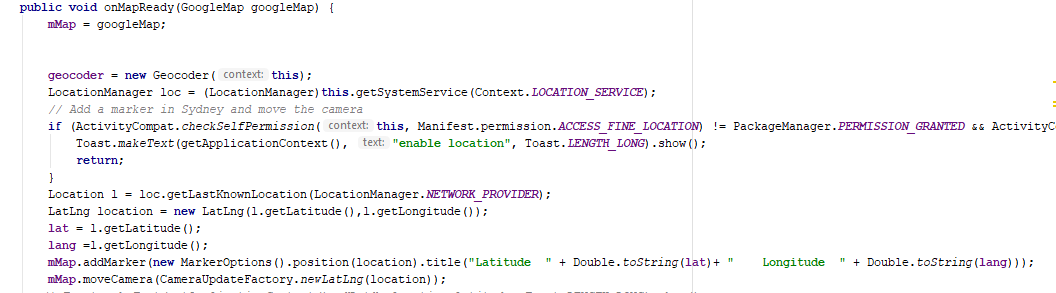 public void onMapReady(GoogleMap googleMap) {
mMap = googleMap;
geocoder = new Geocoder( context: this);
LocationManager loc = (LocationManager)this.getSystemService(Context.LOCATION_SERVICE);
// Add a marker in Sydney and move the camera
if (ActivityCompat.checkSelfPermission( context: this, Manifest.permission.ACCESS_FINE_LOCATION) != PackageManager.PERMISSION_GRANTED && ActivityC
Toast.makeText(getApplicationContext(), text: "enable location", Toast.LENGTH_LONG).show();
return;
}
Location l = loc.getLastKnownLocation(LocationManager.NETWORK_PROVIDER);
LatLng location = new LatLng(l.getLatitude(),l.getLongitude());
lat = l.getLatitude();
lang =l.getLongitude();
mMap.addMarker(new MarkerOptions().position(location).title("Latitude  " + Double.toString(lat)+ "    Longitude  " + Double.toString(lang)));
mMap.moveCamera(CameraUpdateFactory.newLatLng(location));